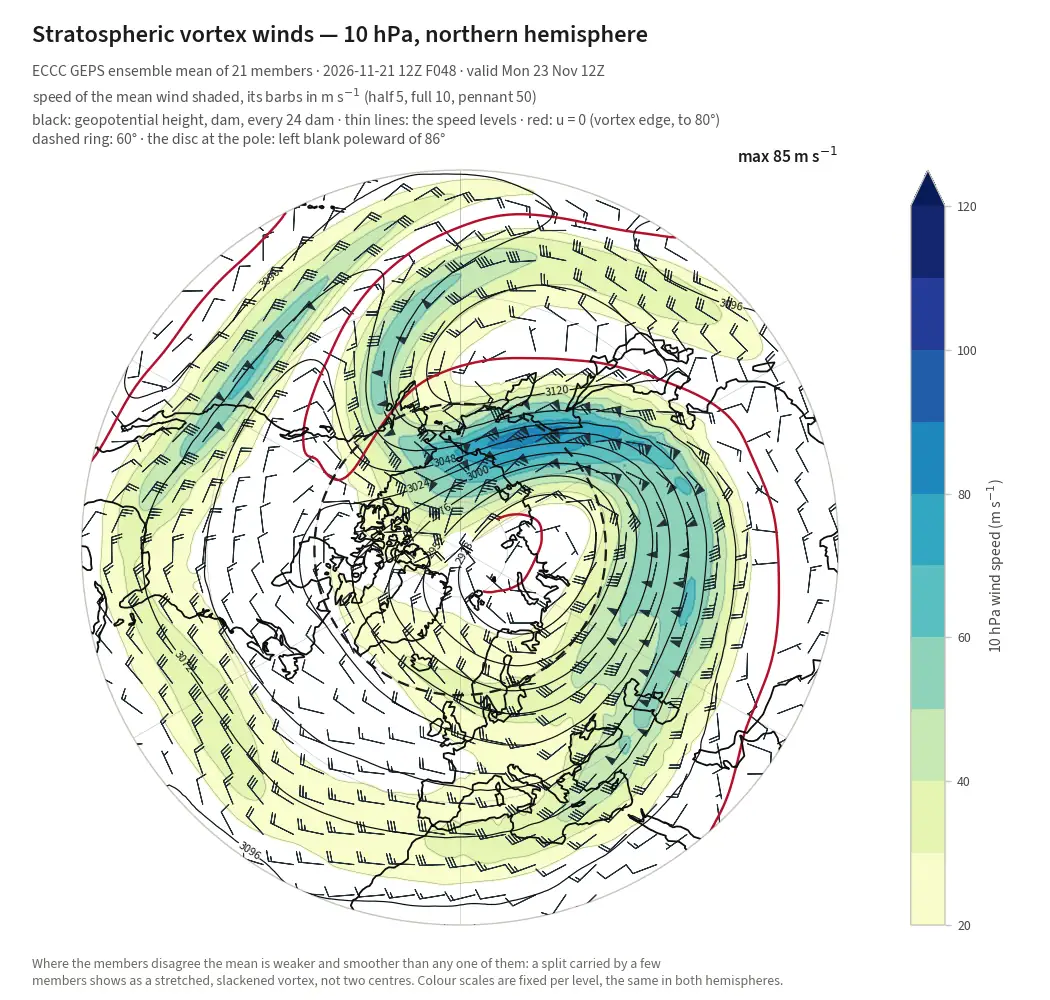 Stratospheric vortex winds — 10 hPa, northern hemisphere
ECCC GEPS ensemble mean of 21 members · 2026-11-21 12Z F048 · valid Mon 23 Nov 12Z
speed of the mean wind shaded, its barbs in m s⁻¹ (half 5, full 10, pennant 50)
black: geopotential height, dam, every 24 dam · thin lines: the speed levels · red: u = 0 (vortex edge, to 80°)
dashed ring: 60° · the disc at the pole: left blank poleward of 86°
max 85 m s⁻¹
120
100
80
60
40
20
10 hPa wind speed (m s⁻¹)
3096
3120
3048
3000
3024
3096
Where the members disagree the mean is weaker and smoother than any one of them: a split carried by a few
members shows as a stretched, slackened vortex, not two centres. Colour scales are fixed per level, the same in both hemispheres.